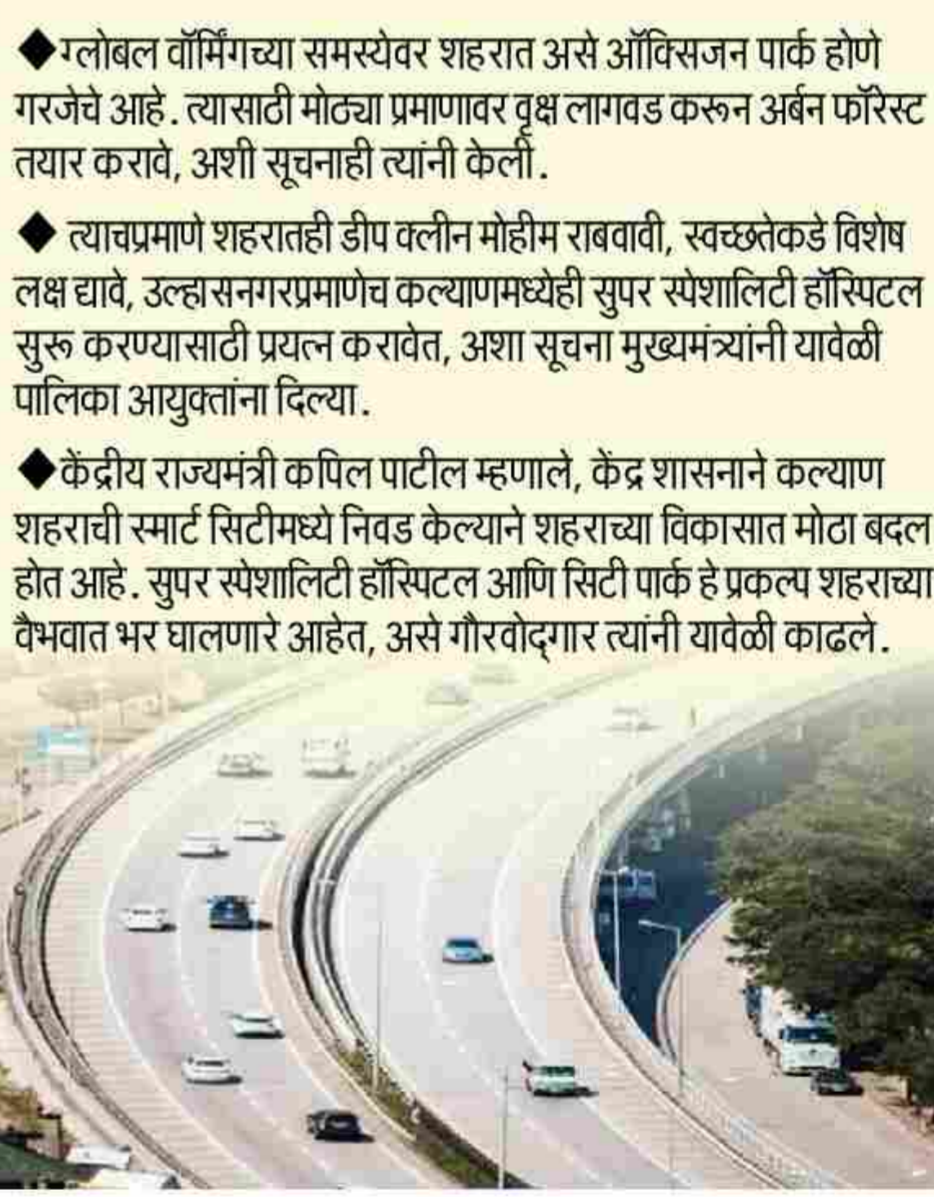 ◆ग्लोबल वॉर्मिंगच्या समस्येवर शहरात असे ऑक्सिजन पार्क होणे
गरजेचे आहे. त्यासाठी मोठ्या प्रमाणावर वृक्ष लागवड करून अर्बन फॉरेस्ट
तयार करावे, अशी सूचनाही त्यांनी केली.
◆ त्याचप्रमाणे शहरातही डीप क्लीन मोहीम राबवावी, स्वच्छतेकडे विशेष
लक्ष द्यावे, उल्हासनगरप्रमाणेच कल्याणमध्येही सुपर स्पेशालिटी हॉस्पिटल
सुरू करण्यासाठी प्रयत्न करावेत, अशा सूचना मुख्यमंत्र्यांनी यावेळी
पालिका आयुक्तांना दिल्या.
◆केंद्रीय राज्यमंत्री कपिल पाटील म्हणाले, केंद्र शासनाने कल्याण
शहराची स्मार्ट सिटीमध्ये निवड केल्याने शहराच्या विकासात मोठा बदल
होत आहे. सुपर स्पेशालिटी हॉस्पिटल आणि सिटी पार्क हे प्रकल्प शहराच्या
वैभवात भर घालणारे आहेत, असे गौरवोद्‌गार त्यांनी यावेळी काढले.